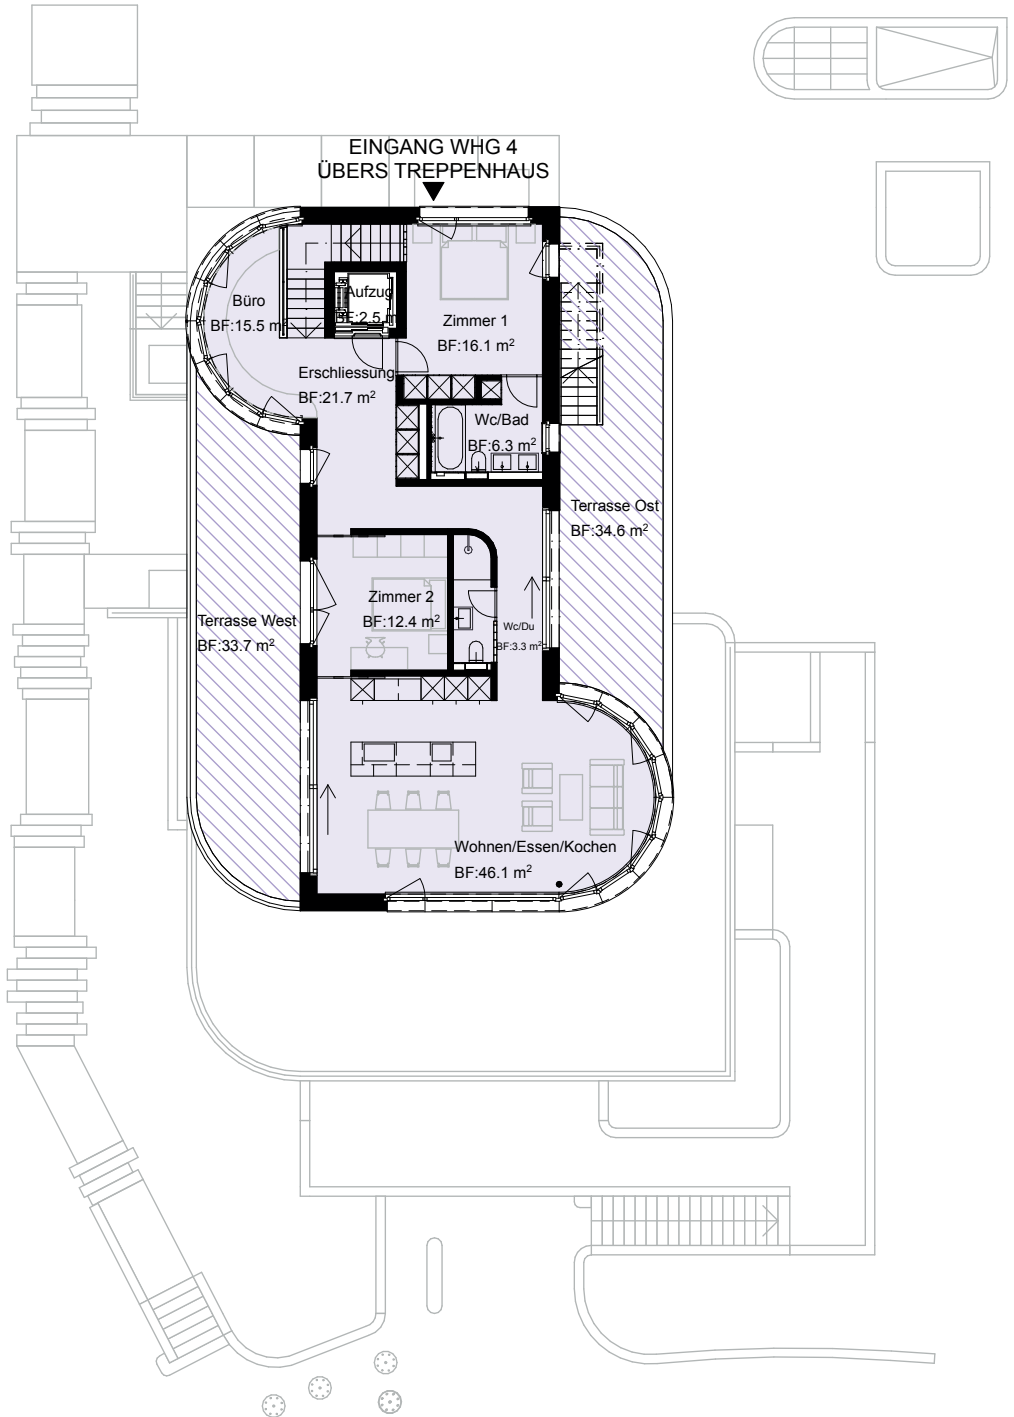 EINGANG WHG 4
ÜBERS TREPPENHAUS
Büro
BF:15.5 m²
Aufzug
BF:2.5 m
Zimmer 1
BF:16.1 m²
Erschliessung
BF:21.7 m²
Wc/Bad
BF:6.3 m²
Terrasse Ost
BF:34.6 m²
Zimmer 2
BF:12.4 m²
Wc/Du
BF:3.3 m²
Terrasse West
BF:33.7 m²
Wohnen/Essen/Kochen
BF:46.1 m²